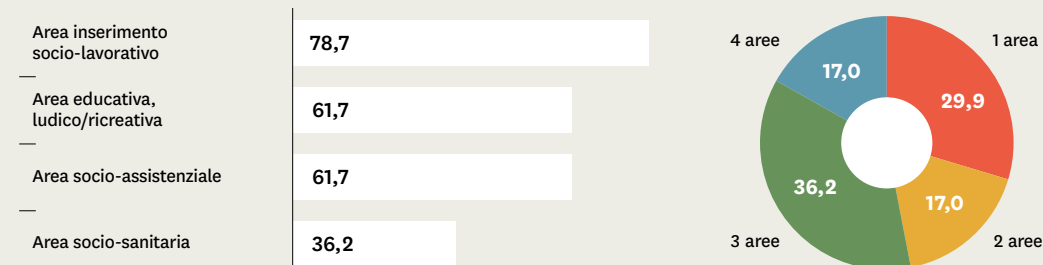 Area inserimento
socio-lavorativo
78,7
—
Area educativa,
ludico/ricreativa
61,7
—
Area socio-assistenziale
61,7
—
Area socio-sanitaria
36,2
4 aree
1 area
17,0
29,9
36,2
17,0
3 aree
2 aree